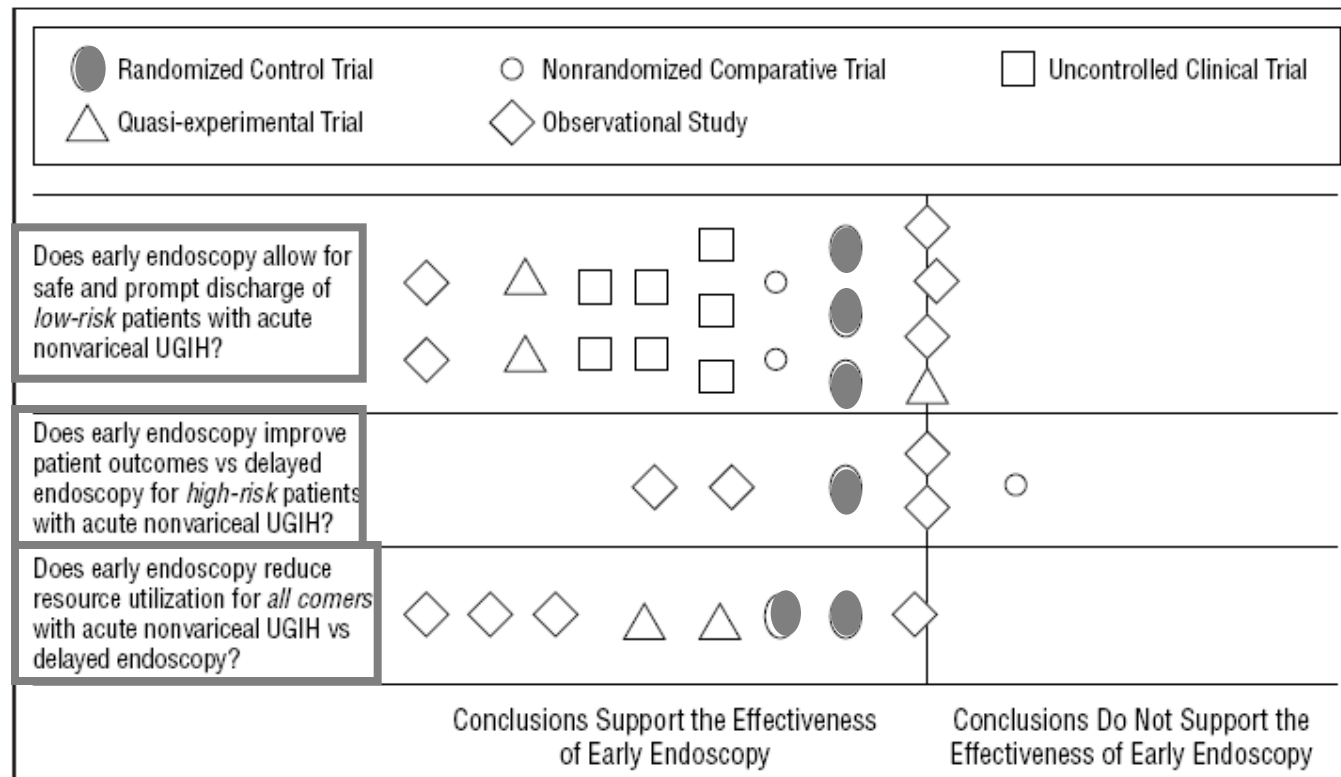 Randomized Control Trial
Nonrandomized Comparative Trial
Uncontrolled Clinical Trial
Quasi-experimental Trial
Observational Study
Does early endoscopy allow for
safe and prompt discharge of
low-risk patients with acute
nonvariceal UGIH?
Does early endoscopy improve
patient outcomes vs delayed
endoscopy for high-risk patients
with acute nonvariceal UGIH?
Does early endoscopy reduce
resource utilization for all comers
with acute nonvariceal UGIH vs
delayed endoscopy?
Conclusions Support the Effectiveness
of Early Endoscopy
Conclusions Do Not Support the
Effectiveness of Early Endoscopy